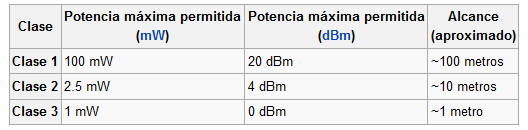 Clase Potencia máxima permitida (mW) Potencia máxima permitida (dBm) Alcance (aproximado)
Clase 1 100 mW 20 dBm ~100 metros
Clase 2 2.5 mW 4 dBm ~10 metros
Clase 3 1 mW 0 dBm ~1 metro